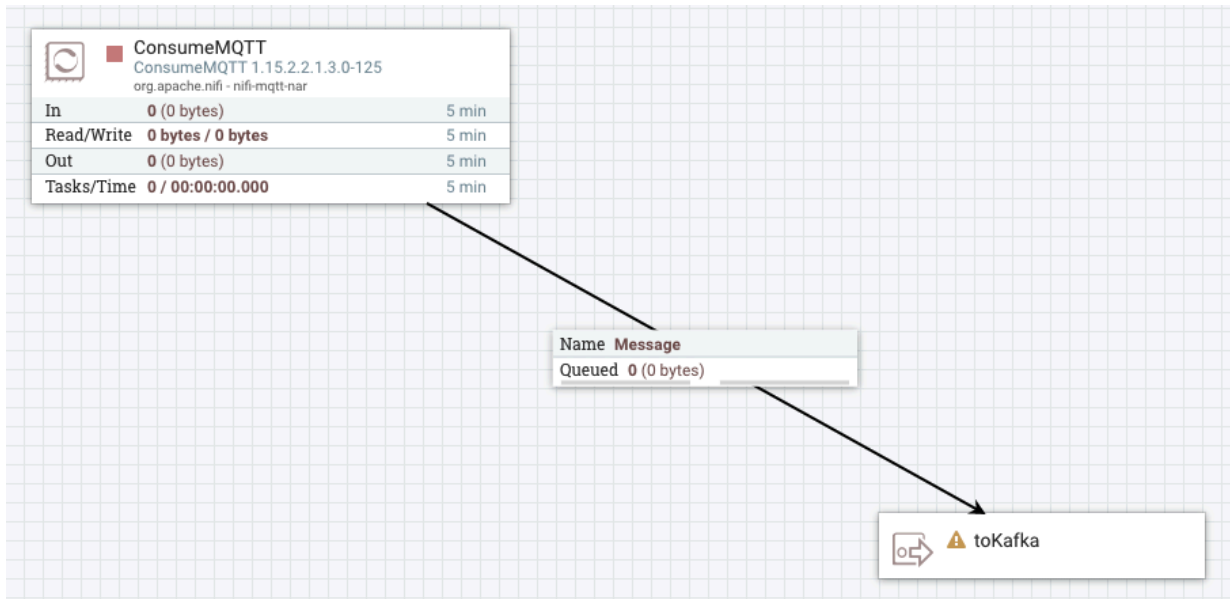 ConsumeMQTT
ConsumeMQTT 1.15.2.2.1.3.0-125
org.apache.nifi - nifi-mqtt-nar
In 0 (0 bytes) 5 min
Read/Write 0 bytes / 0 bytes 5 min
Out 0 (0 bytes) 5 min
Tasks/Time 0 / 00:00:00.000 5 min
Name Message
Queued 0 (0 bytes)
toKafka